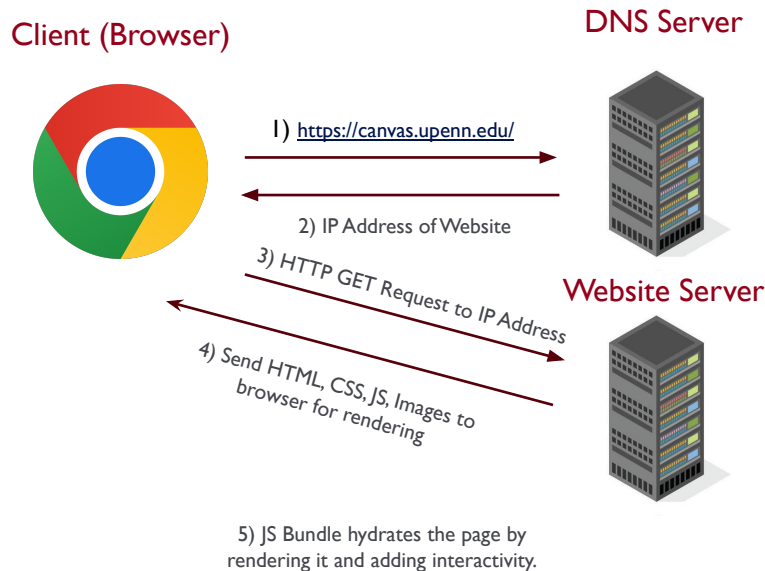 Client (Browser)
DNS Server
1) https://canvas.upenn.edu/
2) IP Address of Website
3) HTTP GET Request to IP Address
Website Server
4) Send HTML, CSS, JS, Images to
browser for rendering
5) JS Bundle hydrates the page by
rendering it and adding interactivity.